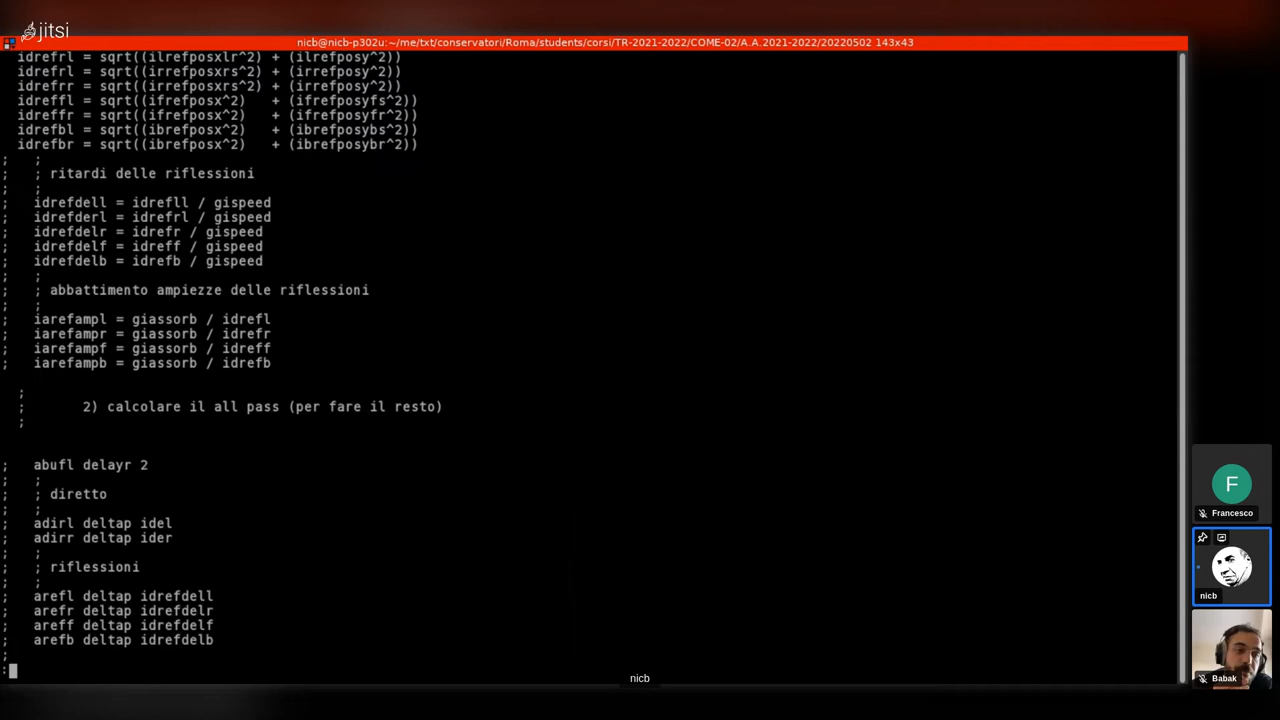 jitsi
nicb@nicb-p302u:~/me/txt/conservatori/Roma/students/corsi/TR-2021-2022/COME-02/A.A.2021-2022/20220502 143x43
idrefrl = sqrt((ilrefposxlr^2) + (ilrefposy^2))
idrefrl = sqrt((irrefposxrs^2) + (irrefposy^2))
idrefrr = sqrt((irrefposxrs^2) + (irrefposy^2))
idreffl = sqrt((ifrefposx^2)   + (ifrefposyfs^2))
idreffr = sqrt((ifrefposx^2)   + (ifrefposyfr^2))
idrefbl = sqrt((ibrefposx^2)   + (ibrefposybs^2))
idrefbr = sqrt((ibrefposx^2)   + (ibrefposybr^2))
;   ;
;   ; ritardi delle riflessioni
;   ;
;   idrefdell = idrefll / gispeed
;   idrefderl = idrefrl / gispeed
;   idrefdelr = idrefr / gispeed
;   idrefdelf = idreff / gispeed
;   idrefdelb = idrefb / gispeed
;   ;
;   ; abbattimento ampiezze delle riflessioni
;   ;
;   iarefampl = giassorb / idrefl
;   iarefampr = giassorb / idrefr
;   iarefampf = giassorb / idreff
;   iarefampb = giassorb / idrefb
;
;       2) calcolare il all pass (per fare il resto)
;
;   abufl delayr 2
;   ;
;   ; diretto
;   ;
;   adirl deltap idel
;   adirr deltap ider
;   ;
;   ; riflessioni
;   ;
;   arefl deltap idrefdell
;   arefr deltap idrefdelr
;   areff deltap idrefdelf
;   arefb deltap idrefdelb
;
:
F
Francesco
nicb
Babak
nicb